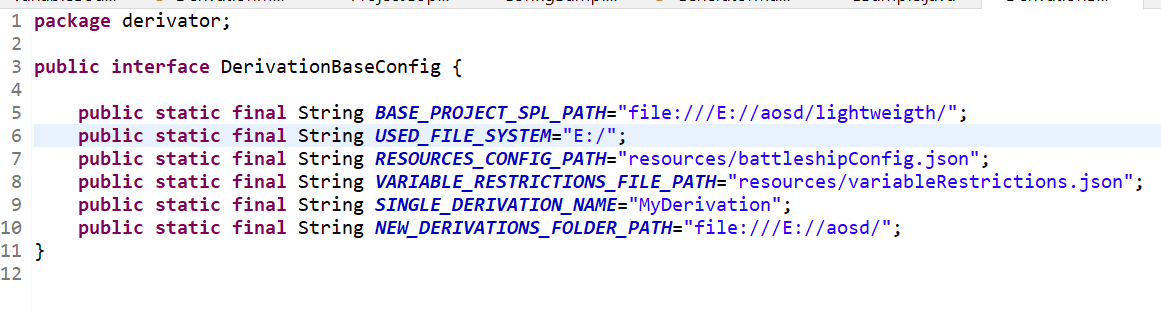 1 package derivator;
2
3 public interface DerivationBaseConfig {
4
5     public static final String BASE_PROJECT_SPL_PATH="file:///E://aosd/lightweigth/";
6     public static final String USED_FILE_SYSTEM="E:/";
7     public static final String RESOURCES_CONFIG_PATH="resources/battleshipConfig.json";
8     public static final String VARIABLE_RESTRICTIONS_FILE_PATH="resources/variableRestrictions.json";
9     public static final String SINGLE_DERIVATION_NAME="MyDerivation";
10     public static final String NEW_DERIVATIONS_FOLDER_PATH="file:///E://aosd/";
11 }
12